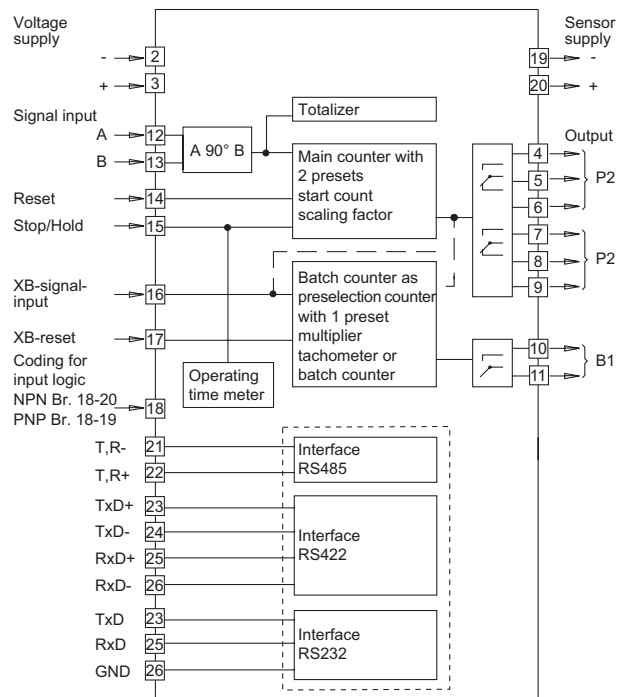 Voltage
supply
- 2
+ 3
Signal input
A 12
B 13
A 90° B
Reset 14
Stop/Hold 15
XB-signal-
input 16
XB-reset 17
Coding for
input logic
NPN Br. 18-20
PNP Br. 18-19
18
Totalizer
Main counter with
2 presets
start count
scaling factor
Batch counter as
preselection counter
with 1 preset
multiplier
tachometer or
batch counter
Operating
time meter
Sensor
supply
19 -
20 +
Output
4
5 P2
6
7
8 P2
9
10 B1
11
T,R- 21
T,R+ 22
Interface
RS485
TxD+ 23
TxD- 24
RxD+ 25
RxD- 26
Interface
RS422
TxD 23
RxD 25
GND 26
Interface
RS232